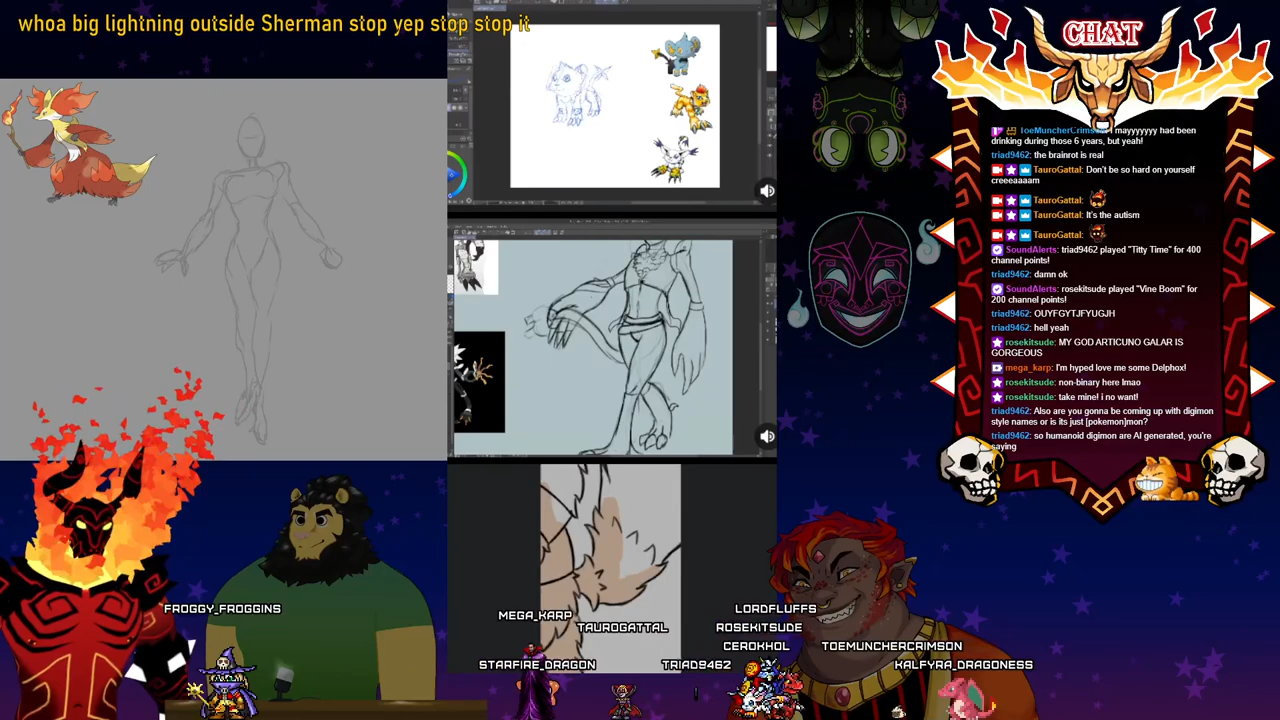 whoa big lightning outside Sherman stop yep stop stop it
CHAT
ToeMuncherCrimson: I mayyyyyy had been
drinking during those 6 years, but yeah!
triad9462: the brainrot is real
TauroGattal: Don't be so hard on yourself
creeeaaaam
TauroGattal:
TauroGattal: It's the autism
TauroGattal:
SoundAlerts: triad9462 played "Titty Time" for 400
channel points!
triad9462: damn ok
SoundAlerts: rosekitsude played "Vine Boom" for
200 channel points!
triad9462: OUYFGYTJFYUGJH
triad9462: hell yeah
rosekitsude: MY GOD ARTICUNO GALAR IS
GORGEOUS
mega_karp: I'm hyped love me some Delphox!
rosekitsude: non-binary here lmao
rosekitsude: take mine! i no want!
triad9462: Also are you gonna be coming up with digimon
style names or is its just [pokemon]mon?
triad9462: so humanoid digimon are AI generated, you're
saying
FROGGY_FROGGINS
MEGA_KARP
LORDFLUFFS
TAUROGATTAL
ROSEKITSUDE
CEROKHOL
TOEMUNCHERCRIMSON
STARFIRE_DRAGON
TRIAD9462
KALFYRA_DRAGONESS